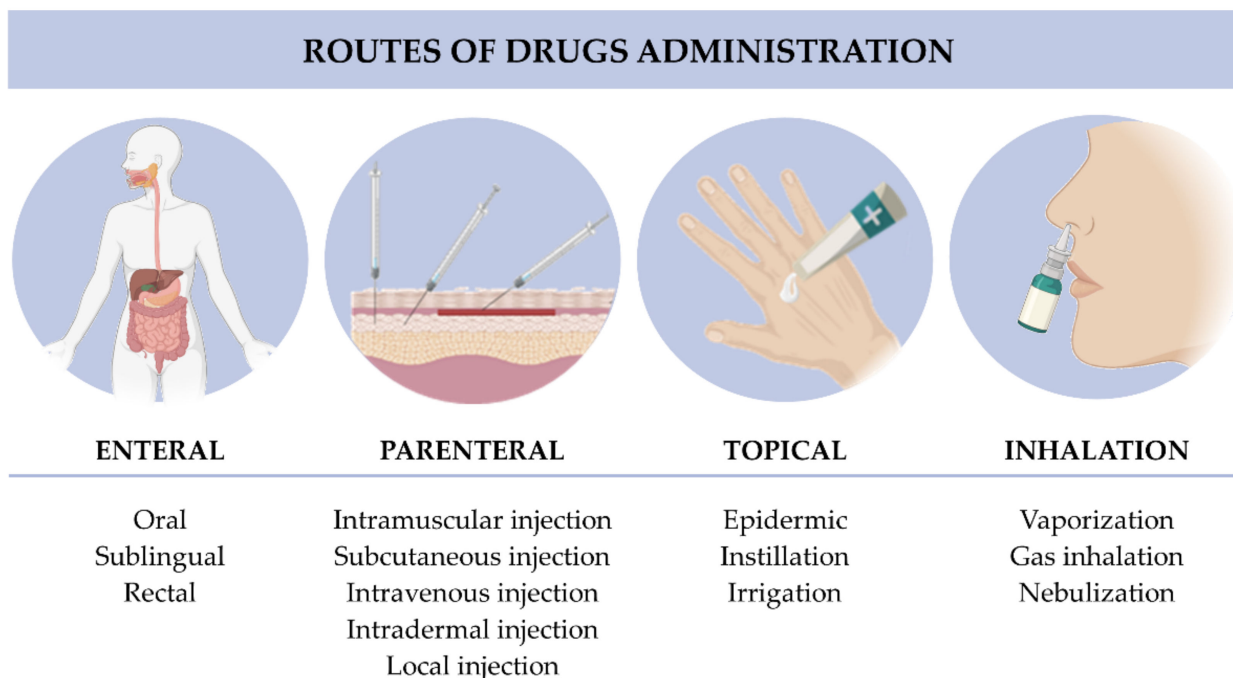 ROUTES OF DRUGS ADMINISTRATION
ENTERAL
Oral
Sublingual
Rectal
PARENTERAL
Intramuscular injection
Subcutaneous injection
Intravenous injection
Intradermal injection
Local injection
TOPICAL
Epidermic
Instillation
Irrigation
INHALATION
Vaporization
Gas inhalation
Nebulization